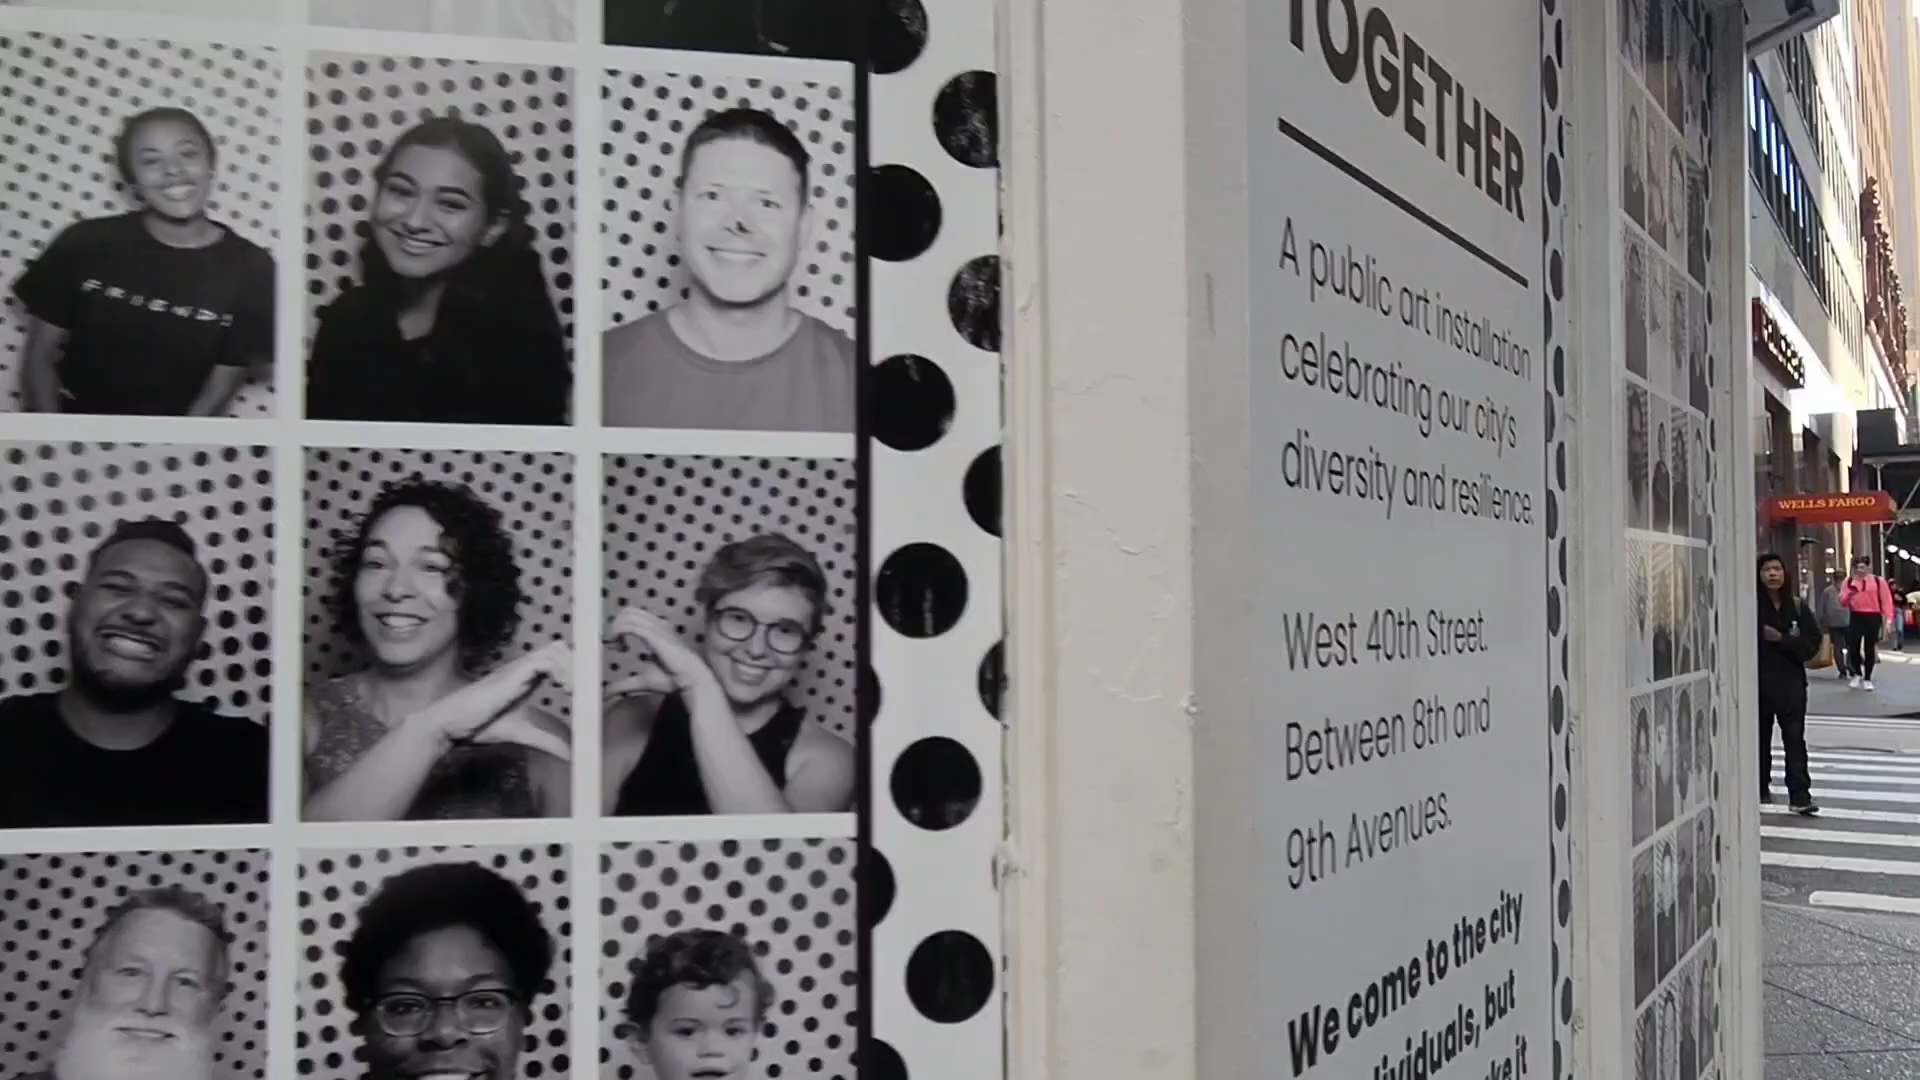 FRIENDS
TOGETHER
A public art installation
celebrating our city's
diversity and resilience.
West 40th Street.
Between 8th and
9th Avenues.
We come to the city
but
WELLS FARGO